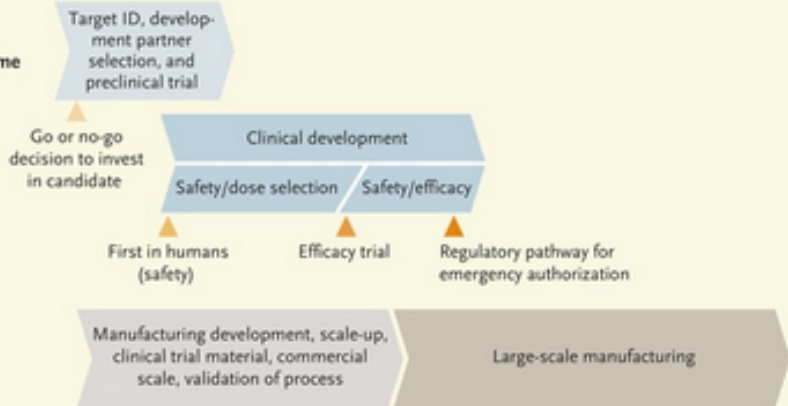 Target ID, develop-
ment partner
selection, and
preclinical trial
me
Go or no-go
decision to invest
in candidate
Clinical development
Safety/dose selection
Safety/efficacy
First in humans
(safety)
Efficacy trial
Regulatory pathway for
emergency authorization
Manufacturing development, scale-up,
clinical trial material, commercial
scale, validation of process
Large-scale manufacturing